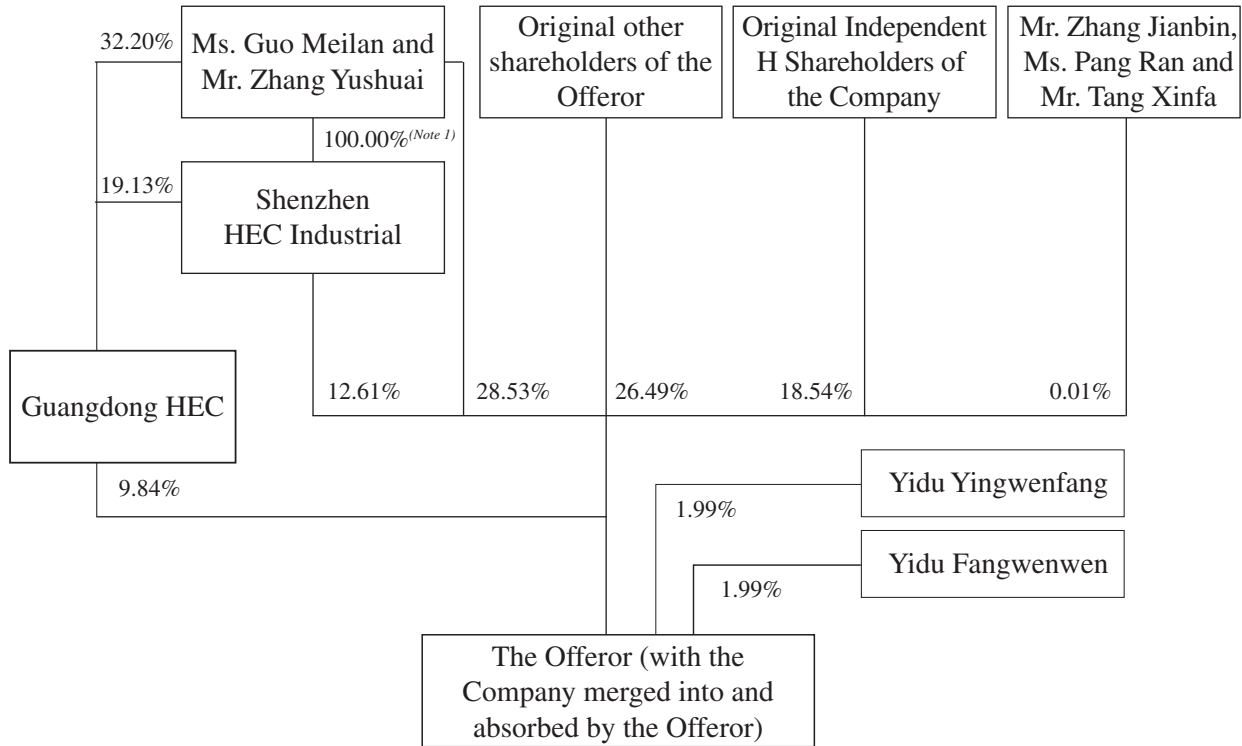 32.20%
Ms. Guo Meilan and
Mr. Zhang Yushuai
Original other
shareholders of the
Offeror
Original Independent
H Shareholders of
the Company
Mr. Zhang Jianbin,
Ms. Pang Ran and
Mr. Tang Xinfa
100.00%(Note 1)
19.13%
Shenzhen
HEC Industrial
Guangdong HEC
12.61%
28.53%
26.49%
18.54%
0.01%
9.84%
Yidu Yingwenfang
1.99%
Yidu Fangwenwen
1.99%
The Offeror (with the
Company merged into and
absorbed by the Offeror)